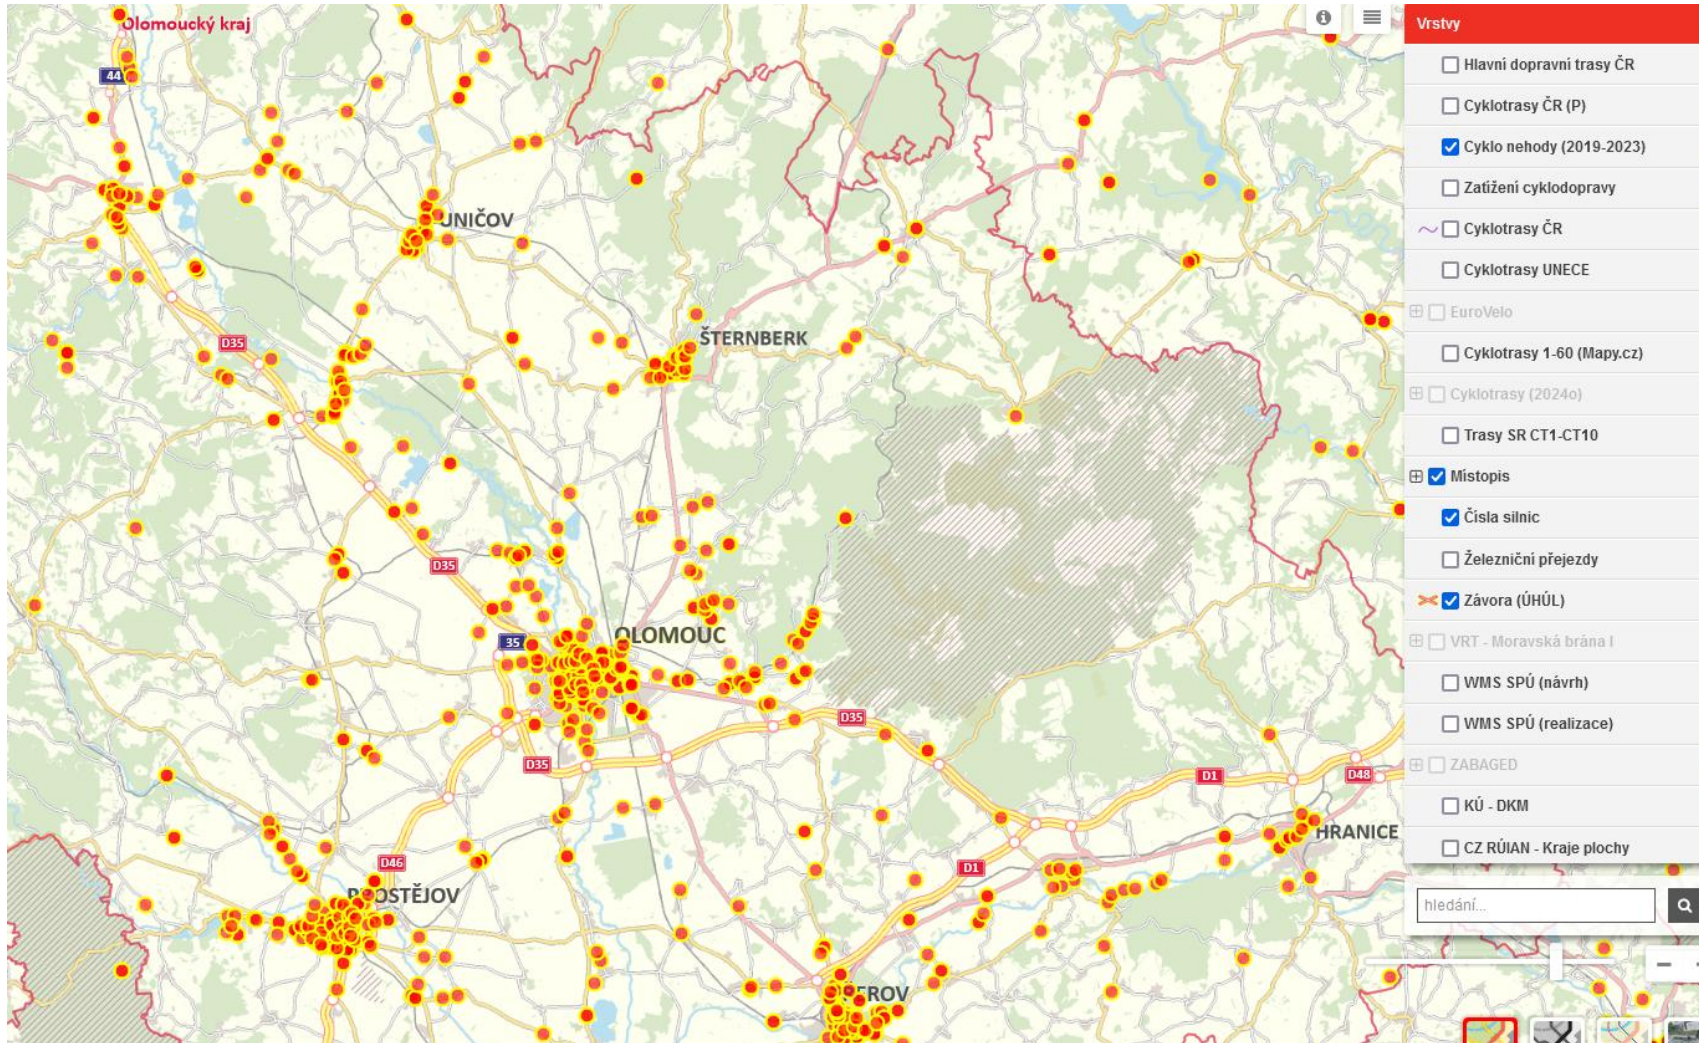 Olomoucký kraj
44
UNIČOV
ŠTERNBERK
D35
D35
OLOMOUC
35
D35
D35
D1
D48
HRANICE
D46
D1
PROSTĚJOV
PŘEROV
Vrstvy
Hlavní dopravní trasy ČR
Cyklotrasy ČR (P)
Cyklo nehody (2019-2023)
Zatížení cyklodopravy
Cyklotrasy ČR
Cyklotrasy UNECE
EuroVelo
Cyklotrasy 1-60 (Mapy.cz)
Cyklotrasy (2024o)
Trasy SR CT1-CT10
Místopis
Čísla silnic
Železniční přejezdy
Závora (ÚHÚL)
VRT - Moravská brána I
WMS SPÚ (návrh)
WMS SPÚ (realizace)
ZABAGED
KÚ - DKM
CZ RÚIAN - Kraje plochy
hledání...